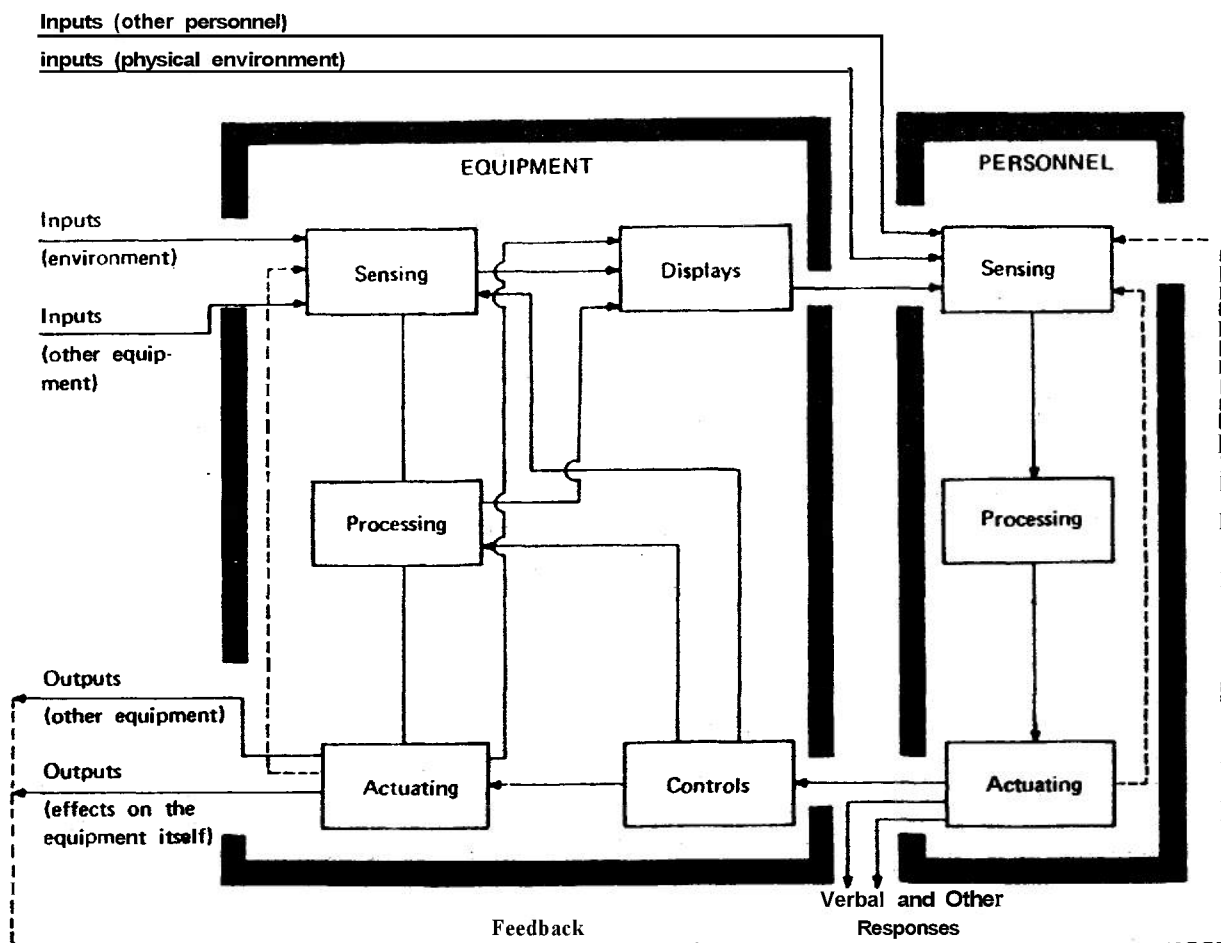 Inputs (other personnel)
inputs (physical environment)
EQUIPMENT
PERSONNEL
Inputs
(environment)
Sensing
Displays
Sensing
Inputs
(other equip-
ment)
Processing
Processing
Outputs
(other equipment)
Outputs
(effects on the
equipment itself)
Actuating
Controls
Actuating
Verbal and Other
Responses
Feedback